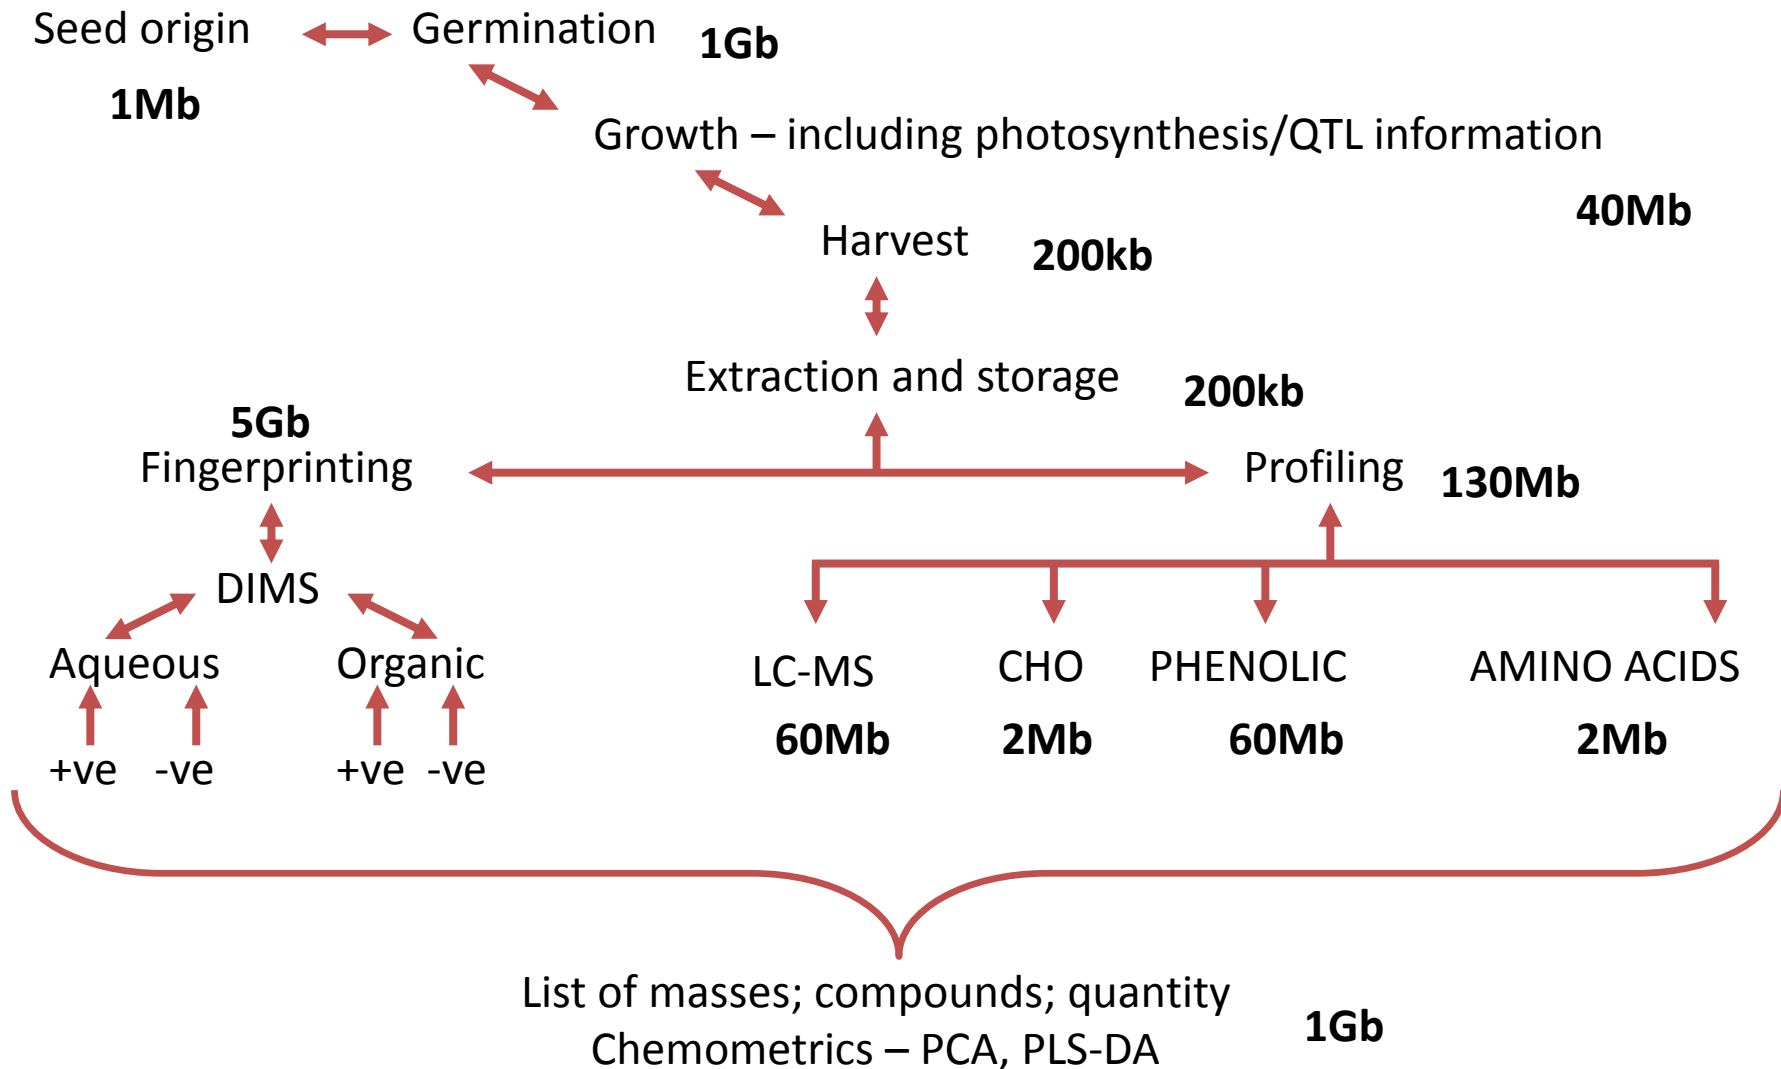 Seed origin
Germination
1Gb
1Mb
Growth – including photosynthesis/QTL information
40Mb
Harvest
200kb
Extraction and storage
200kb
5Gb
Fingerprinting
Profiling
130Mb
DIMS
Aqueous
Organic
LC-MS
CHO
PHENOLIC
AMINO ACIDS
60Mb
2Mb
60Mb
2Mb
+ve
-ve
+ve
-ve
List of masses; compounds; quantity
Chemometrics – PCA, PLS-DA
1Gb